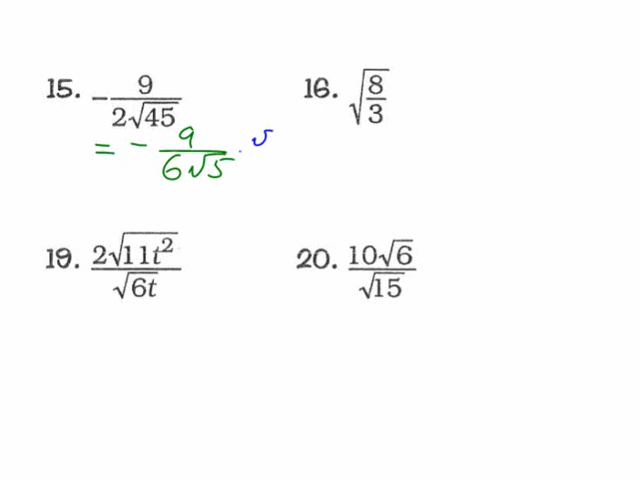 15. -9/(2√45)
= - 9/(6√5) · √
16. √(8/3)
19. 2√(11t²)/√(6t)
20. 10√6/√15